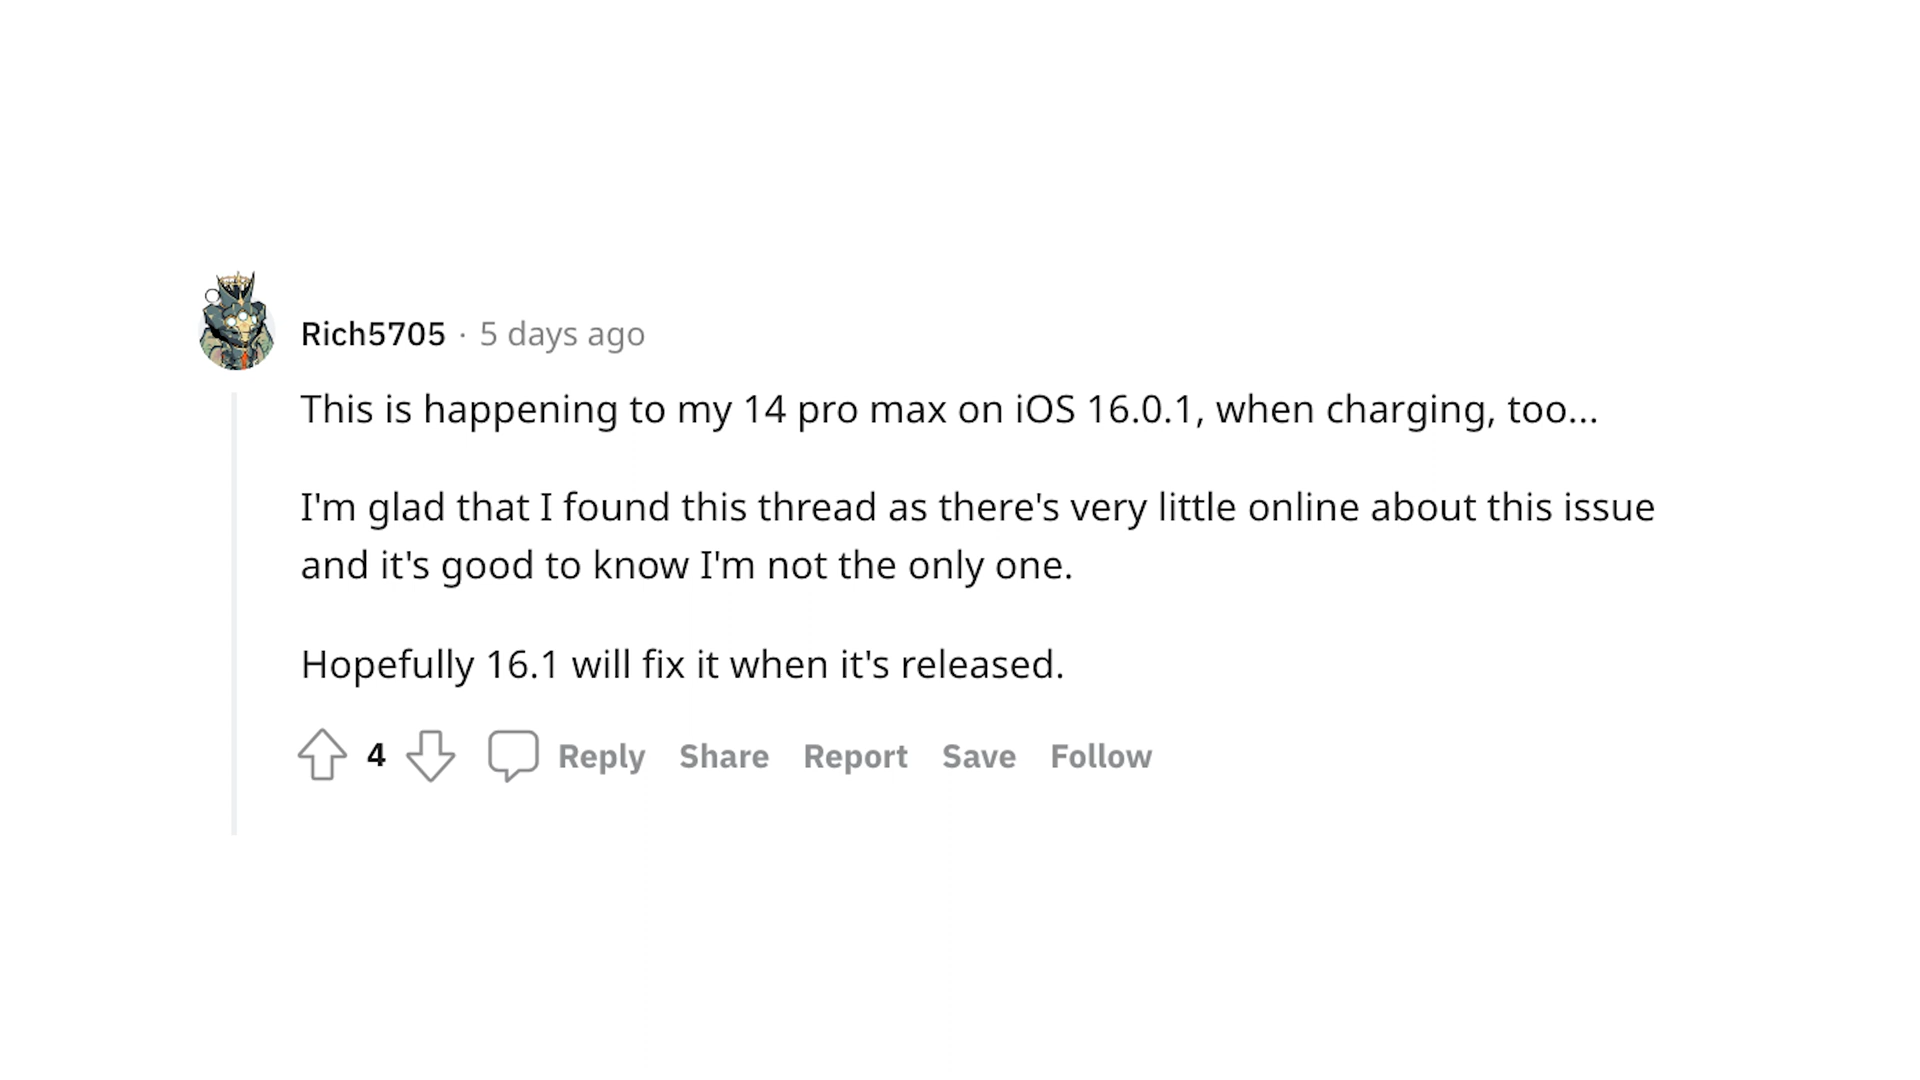 Rich5705 · 5 days ago
This is happening to my 14 pro max on iOS 16.0.1, when charging, too...
I'm glad that I found this thread as there's very little online about this issue
and it's good to know I'm not the only one.
Hopefully 16.1 will fix it when it's released.
4 Reply Share Report Save Follow